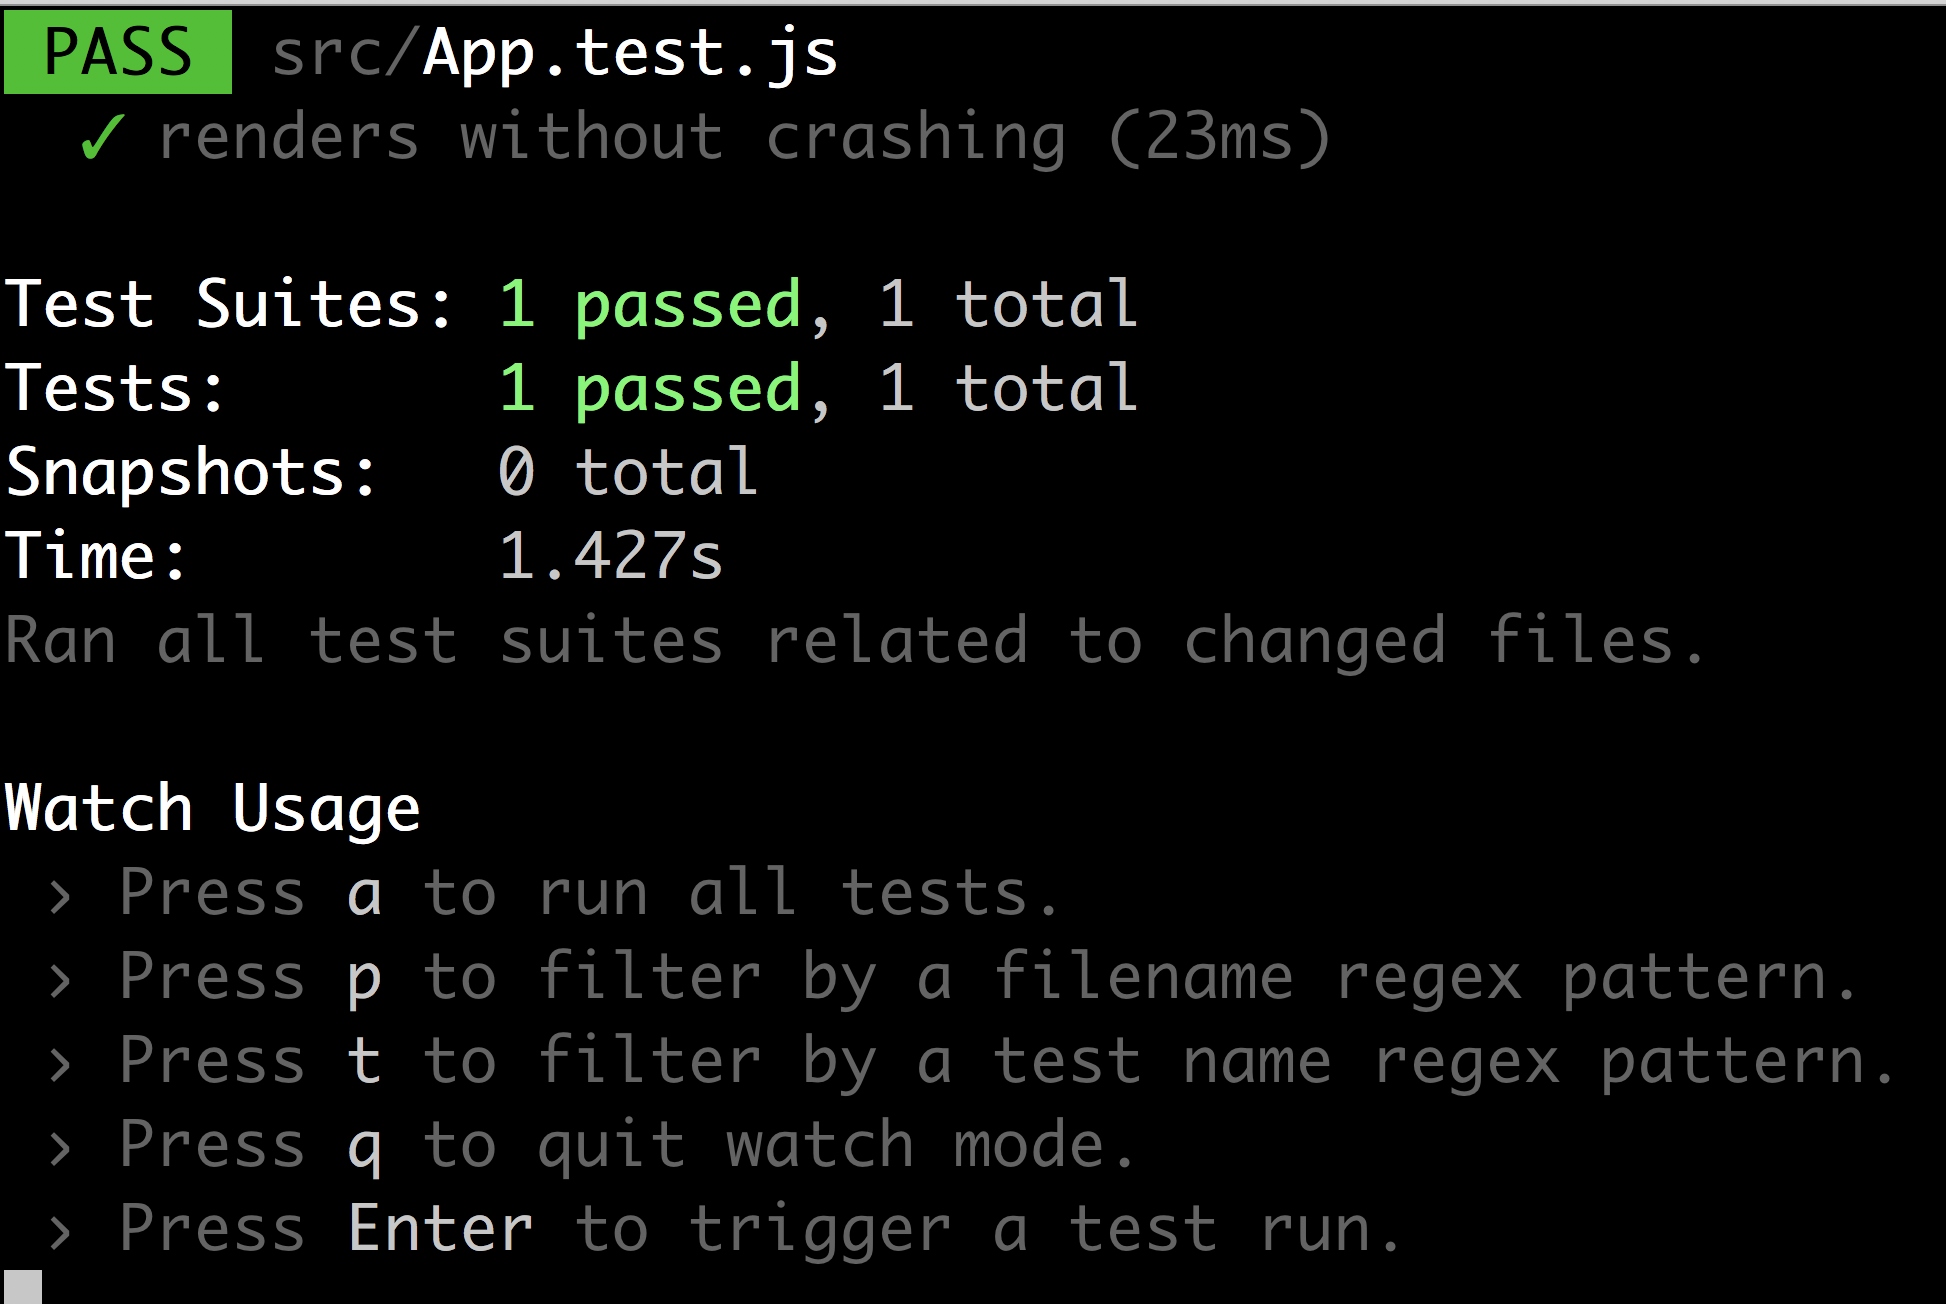 PASS src/App.test.js
✓ renders without crashing (23ms)
Test Suites: 1 passed, 1 total
Tests: 1 passed, 1 total
Snapshots: 0 total
Time: 1.427s
Ran all test suites related to changed files.
Watch Usage
› Press a to run all tests.
› Press p to filter by a filename regex pattern.
› Press t to filter by a test name regex pattern.
› Press q to quit watch mode.
› Press Enter to trigger a test run.